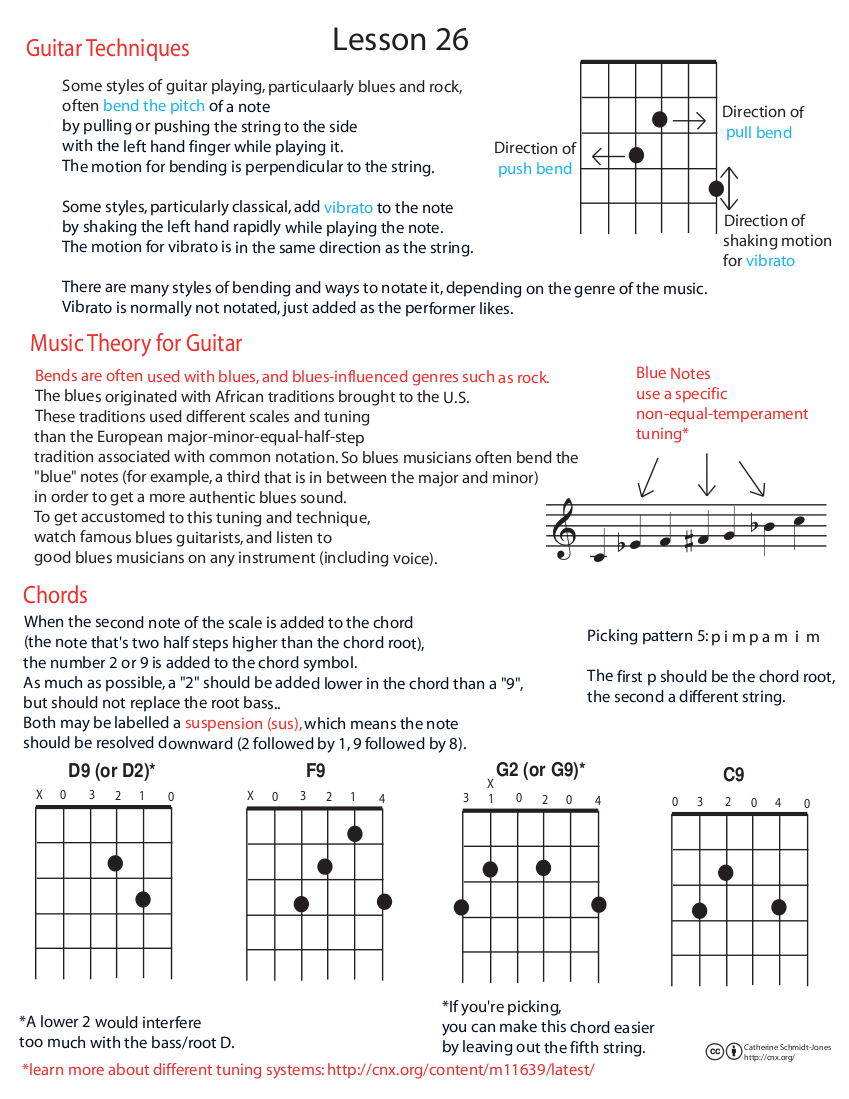 Lesson 26
Guitar Techniques
Some styles of guitar playing, particulaarly blues and rock,
often bend the pitch of a note
by pulling or pushing the string to the side
with the left hand finger while playing it.
The motion for bending is perpendicular to the string.
Some styles, particularly classical, add vibrato to the note
by shaking the left hand rapidly while playing the note.
The motion for vibrato is in the same direction as the string.
There are many styles of bending and ways to notate it, depending on the genre of the music.
Vibrato is normally not notated, just added as the performer likes.
Direction of
pull bend
Direction of
push bend
Direction of
shaking motion
for vibrato
Music Theory for Guitar
Bends are often used with blues, and blues-influenced genres such as rock.
The blues originated with African traditions brought to the U.S.
These traditions used different scales and tuning
than the European major-minor-equal-half-step
tradition associated with common notation. So blues musicians often bend the
"blue" notes (for example, a third that is in between the major and minor)
in order to get a more authentic blues sound.
To get accustomed to this tuning and technique,
watch famous blues guitarists, and listen to
good blues musicians on any instrument (including voice).
Blue Notes
use a specific
non-equal-temperament
tuning*
Chords
When the second note of the scale is added to the chord
(the note that's two half steps higher than the chord root),
the number 2 or 9 is added to the chord symbol.
As much as possible, a "2" should be added lower in the chord than a "9",
but should not replace the root bass..
Both may be labelled a suspension (sus), which means the note
should be resolved downward (2 followed by 1, 9 followed by 8).
Picking pattern 5: p i m p a m i m
The first p should be the chord root,
the second a different string.
D9 (or D2)*
X 0 3 2 1 0
F9
X 0 3 2 1 4
G2 (or G9)*
X
3 1 0 2 0 4
C9
0 3 2 0 4 0
*A lower 2 would interfere
too much with the bass/root D.
*If you're picking,
you can make this chord easier
by leaving out the fifth string.
cc
Catherine Schmidt-Jones
http://cnx.org/
*learn more about different tuning systems: http://cnx.org/content/m11639/latest/